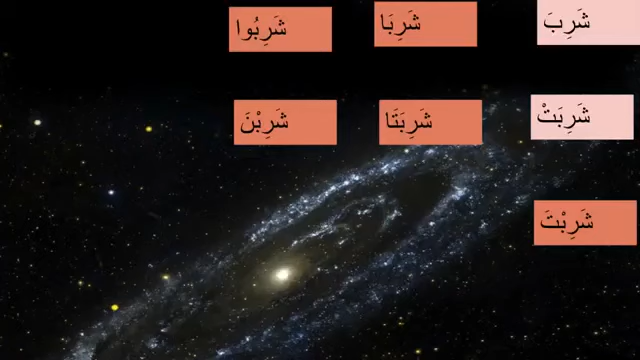 شَرِبَ شَرِبَا شَرِبُوا
شَرِبَتْ شَرِبَتَا شَرِبْنَ
شَرِبْتَ